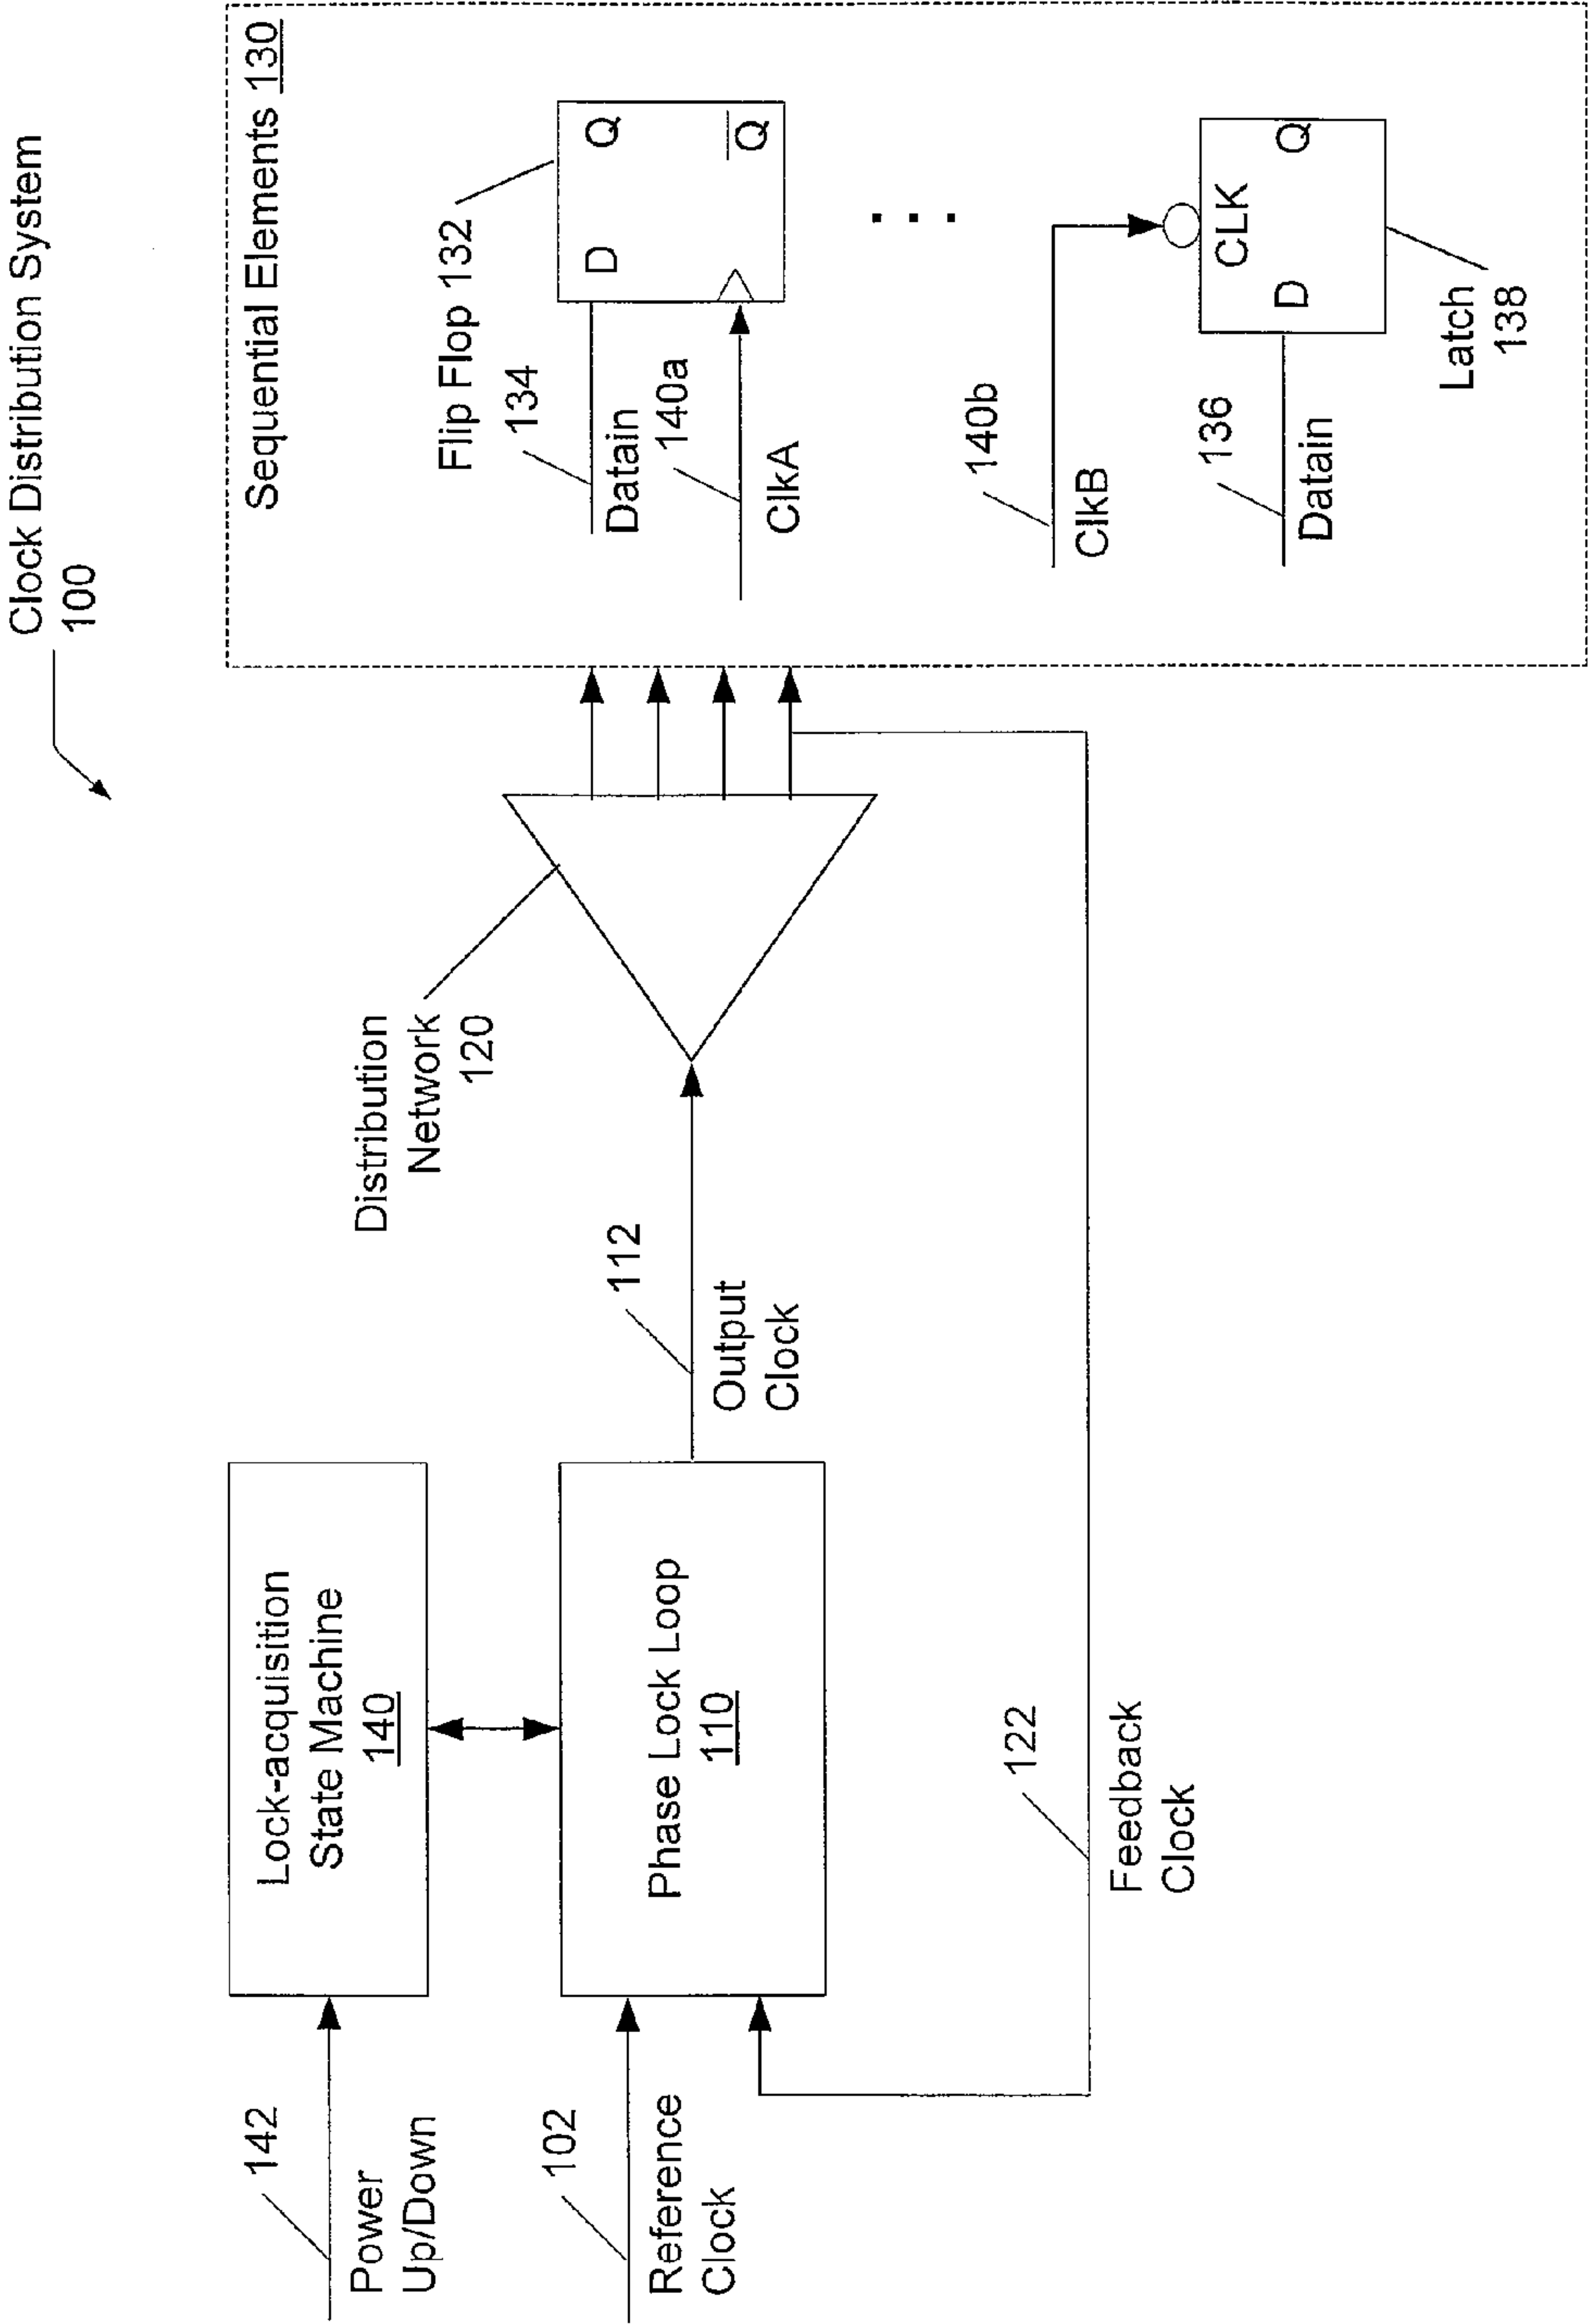 Clock Distribution System
100
Lock-acquisition
State Machine
140
142
Power
Up/Down
Phase Lock Loop
110
102
Reference
Clock
112
Output
Clock
Distribution
Network
120
122
Feedback
Clock
Sequential Elements 130
Flip Flop 132
134
Datain
140a
ClkA
D
Q
Q
140b
ClkB
136
Datain
CLK
D
Q
Latch
138